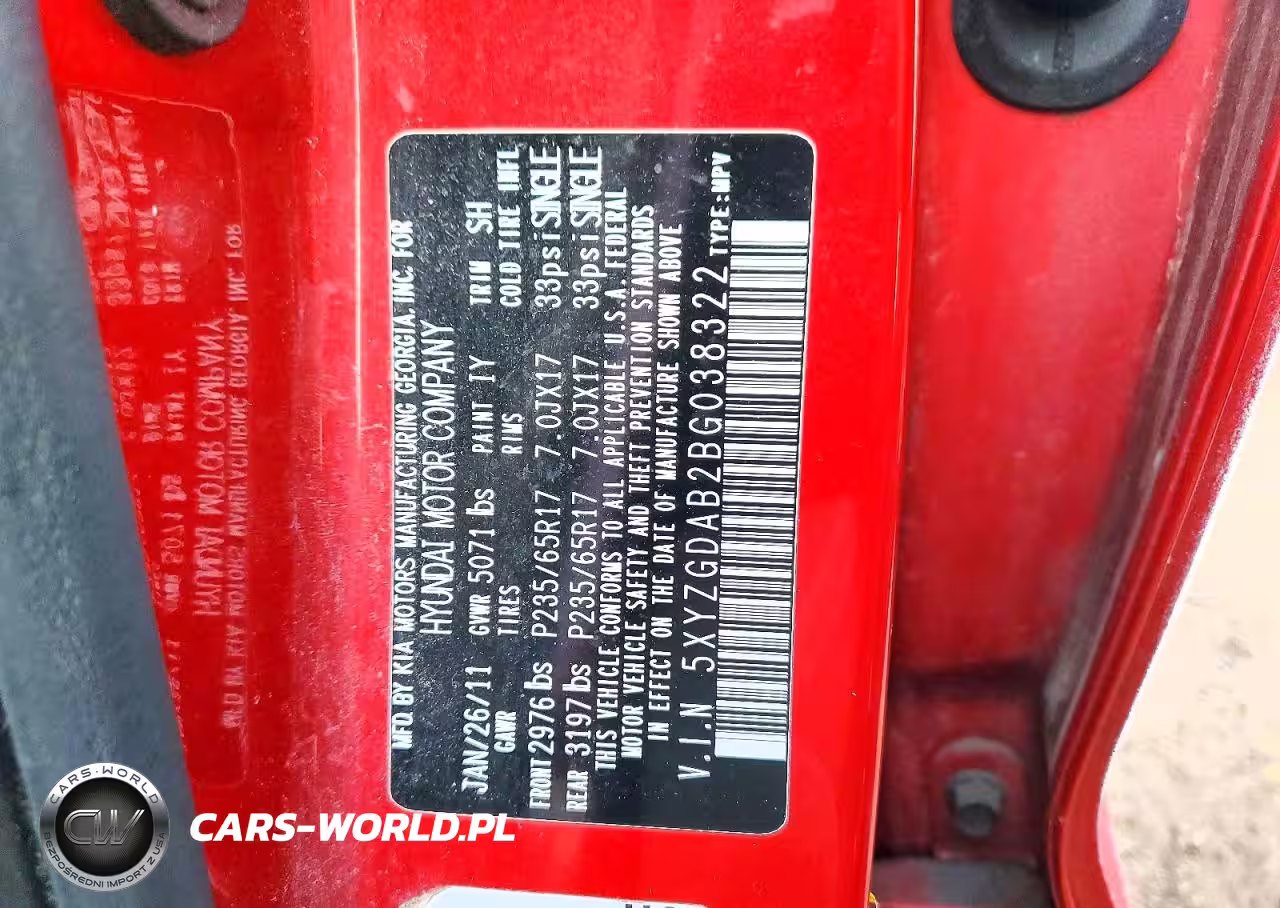 MFD BY KIA MOTORS MANUFACTURING GEORGIA. INC. FOR
HYUNDAI MOTOR COMPANY
JAN/26/11 GVWR 5071 lbs PAINT 1Y TRIM SH
GAWR TIRES RIMS COLD TIRE INFL
FRONT 2976 lbs P235/65R17 7.0JX17 33psi SINGLE
REAR 3197 lbs P235/65R17 7.0JX17 33psi SINGLE
THIS VEHICLE CONFORMS TO ALL APPLICABLE U.S.A. FEDERAL
MOTOR VEHICLE SAFETY AND THEFT PREVENTION STANDARDS
IN EFFECT ON THE DATE OF MANUFACTURE SHOWN ABOVE
V.I.N 5XYZGDAB2BG038322 TYPE:MPV
CARS-WORLD
CW
BEZPOŚREDNI IMPORT Z USA
CARS-WORLD.PL